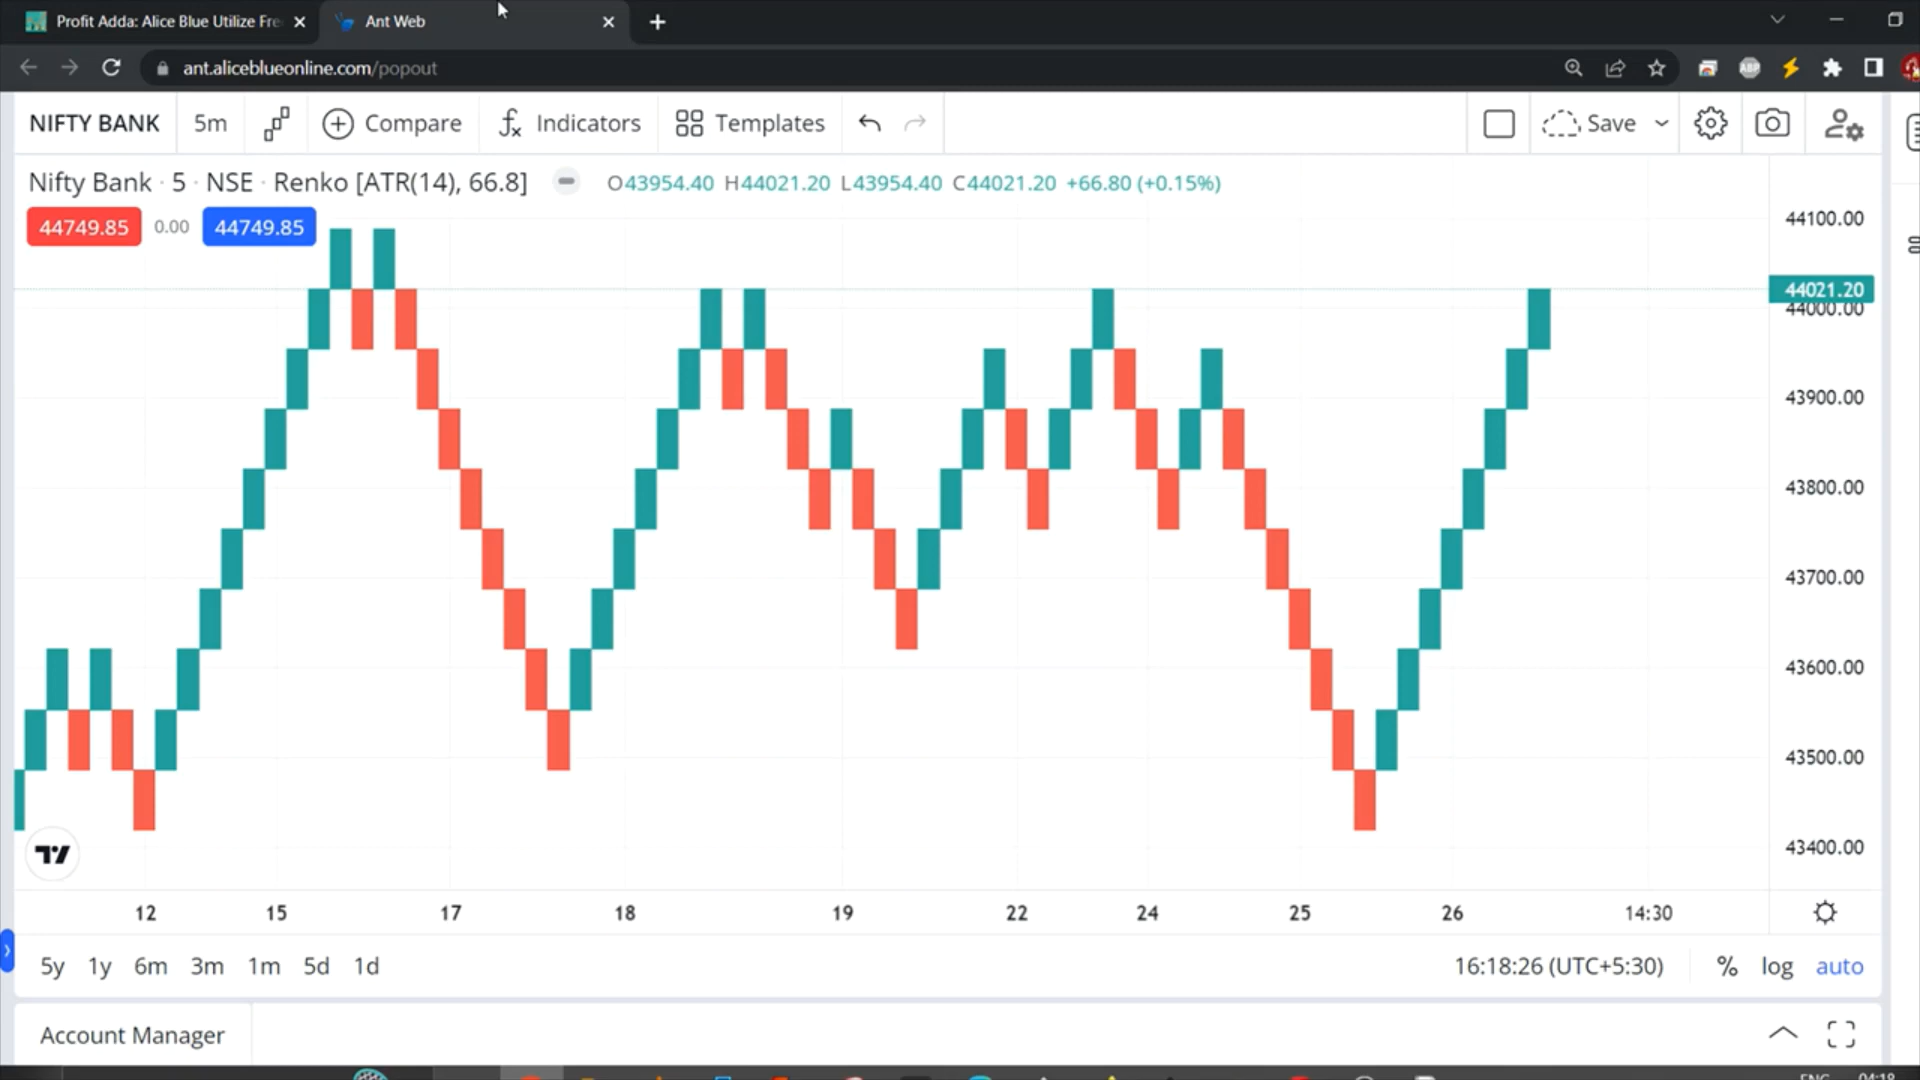 Profit Adda: Alice Blue Utilize Fre
Ant Web
ant.aliceblueonline.com/popout
NIFTY BANK
5m
Compare
Indicators
Templates
Save
Nifty Bank · 5 · NSE · Renko [ATR(14), 66.8]
O43954.40 H44021.20 L43954.40 C44021.20 +66.80 (+0.15%)
44749.85
0.00
44749.85
44100.00
44021.20
44000.00
43900.00
43800.00
43700.00
43600.00
43500.00
43400.00
12 15 17 18 19 22 24 25 26 14:30
5y 1y 6m 3m 1m 5d 1d
16:18:26 (UTC+5:30)
% log auto
Account Manager
ENG
04:18